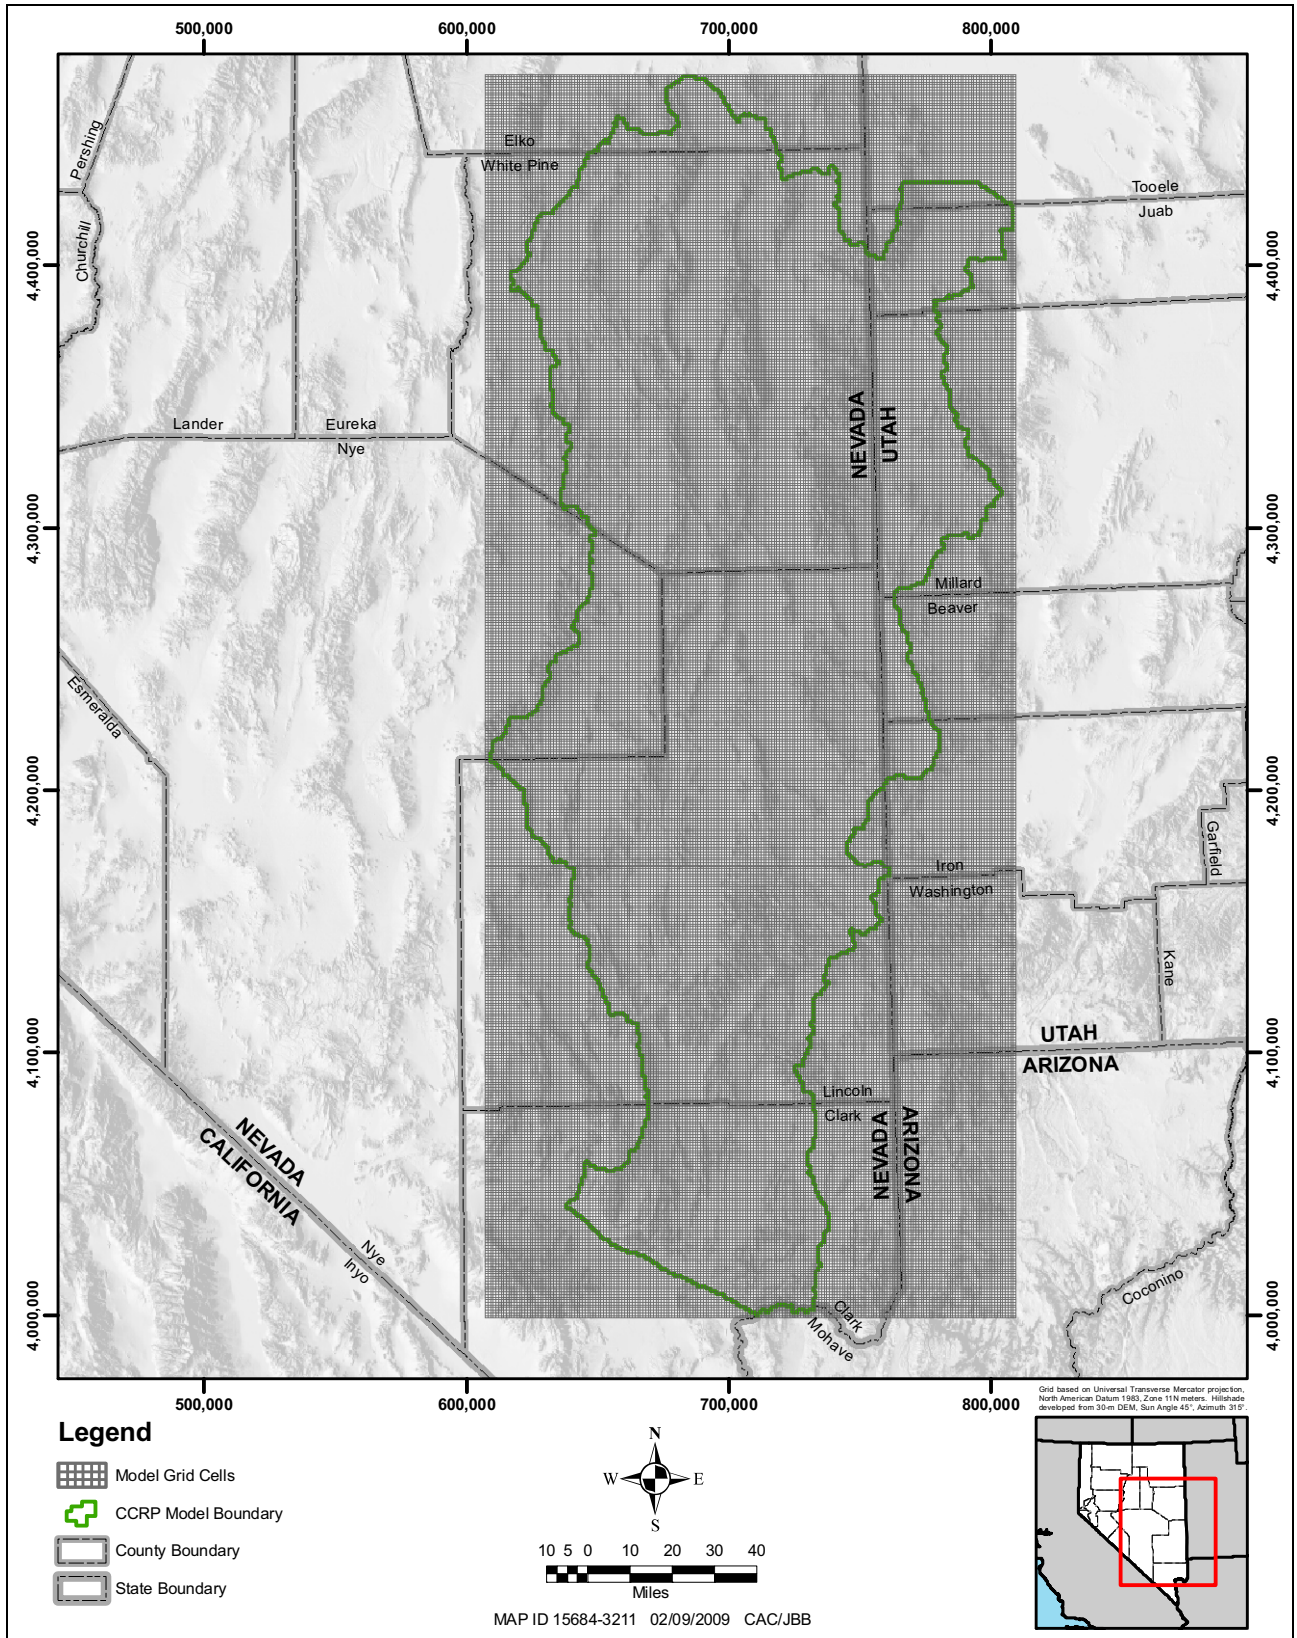 500,000
600,000
700,000
800,000
Pershing
Churchill
Elko
White Pine
Tooele
Juab
4,400,000
4,400,000
Lander
Eureka
Nye
NEVADA
UTAH
4,300,000
4,300,000
Millard
Beaver
Esmeralda
4,200,000
4,200,000
Garfield
Iron
Washington
Kane
UTAH
ARIZONA
4,100,000
4,100,000
Lincoln
Clark
NEVADA
ARIZONA
NEVADA
CALIFORNIA
Nye
Inyo
Coconino
Clark
Mohave
4,000,000
4,000,000
500,000
600,000
700,000
800,000
Grid based on Universal Transverse Mercator projection,
North American Datum 1983, Zone 11N meters. Hillshade
developed from 30-m DEM, Sun Angle 45°, Azimuth 315°.
Legend
Model Grid Cells
CCRP Model Boundary
County Boundary
State Boundary
N
W
E
S
10 5 0 10 20 30 40
Miles
MAP ID 15684-3211 02/09/2009 CAC/JBB